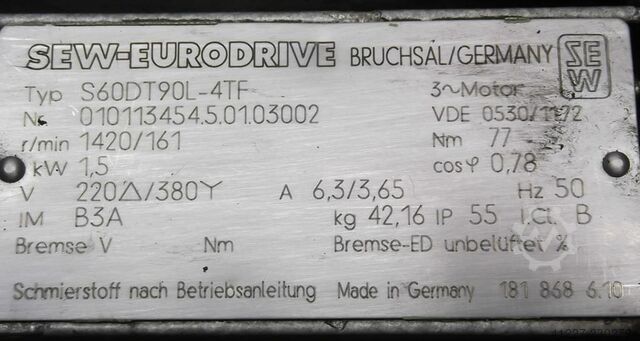 SEW-EURODRIVE BRUCHSAL/GERMANY SEW
Typ S60DT90L-4TF 3~Motor
Nr. 010113454.5.01.03002 VDE 0530/1172
r/min 1420/161 Nm 77
kW 1,5 cosφ 0,78
V 220△/380Y A 6,3/3,65 Hz 50
IM B3A kg 42,16 IP 55 I.Cl. B
Bremse V Nm Bremse-ED unbelüftet %
Schmierstoff nach Betriebsanleitung Made in Germany 181 868 6.10